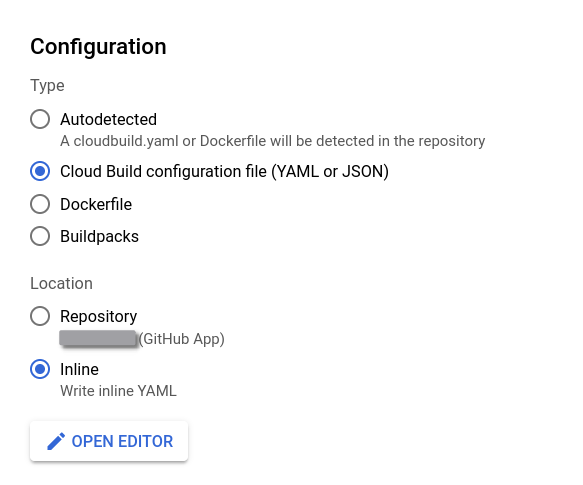 Configuration
Type
Autodetected
A cloudbuild.yaml or Dockerfile will be detected in the repository
Cloud Build configuration file (YAML or JSON)
Dockerfile
Buildpacks
Location
Repository
(GitHub App)
Inline
Write inline YAML
OPEN EDITOR